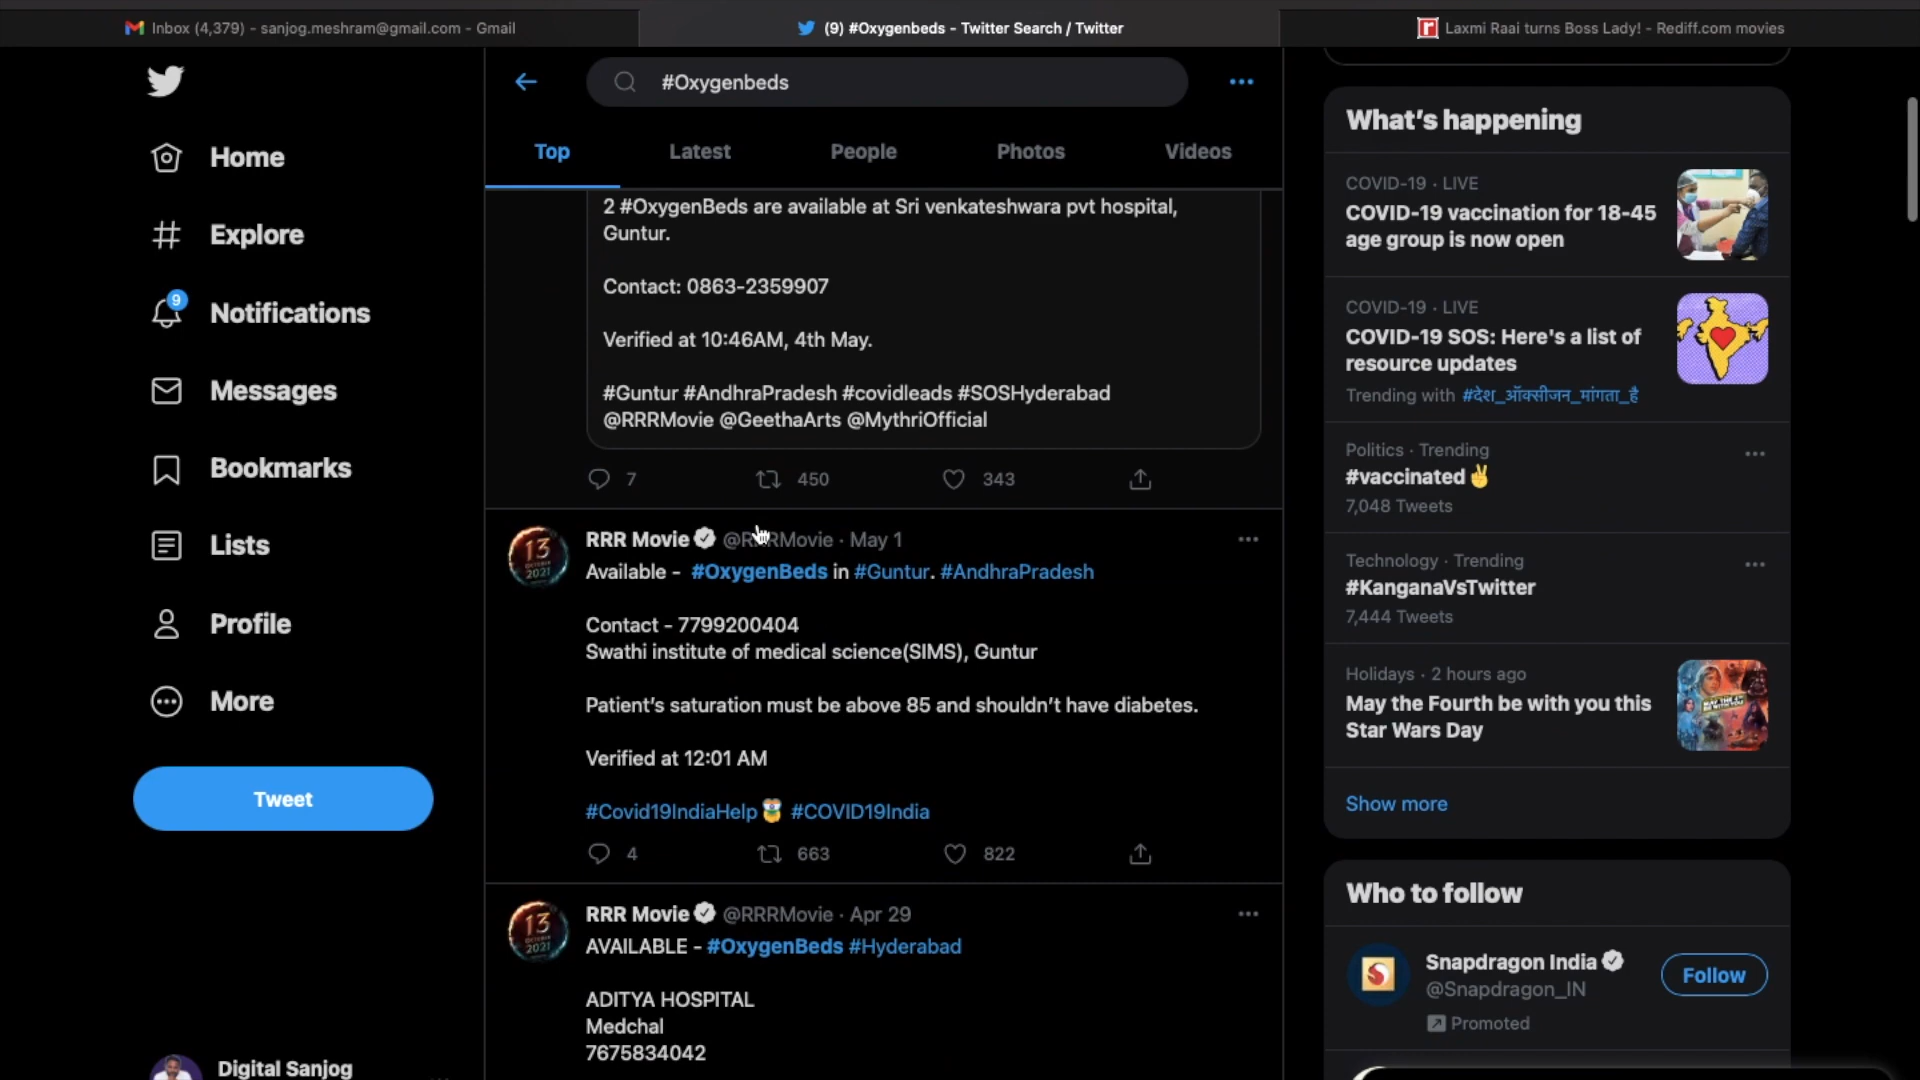 Inbox (4,379) - sanjog.meshram@gmail.com - Gmail
(9) #Oxygenbeds - Twitter Search / Twitter
Laxmi Raai turns Boss Lady! - Rediff.com movies
Home
Explore
9
Notifications
Messages
Bookmarks
Lists
Profile
More
Tweet
Digital Sanjog
#Oxygenbeds
Top
Latest
People
Photos
Videos
2 #OxygenBeds are available at Sri venkateshwara pvt hospital,
Guntur.
Contact: 0863-2359907
Verified at 10:46AM, 4th May.
#Guntur #AndhraPradesh #covidleads #SOSHyderabad
@RRRMovie @GeethaArts @MythriOfficial
7 450 343
RRR Movie @RRRMovie · May 1
Available - #OxygenBeds in #Guntur. #AndhraPradesh
Contact - 7799200404
Swathi institute of medical science(SIMS), Guntur
Patient's saturation must be above 85 and shouldn't have diabetes.
Verified at 12:01 AM
#Covid19IndiaHelp #COVID19India
4 663 822
RRR Movie @RRRMovie · Apr 29
AVAILABLE - #OxygenBeds #Hyderabad
ADITYA HOSPITAL
Medchal
7675834042
What's happening
COVID-19 · LIVE
COVID-19 vaccination for 18-45
age group is now open
COVID-19 · LIVE
COVID-19 SOS: Here's a list of
resource updates
Trending with #देश_ऑक्सीजन_मांगता_है
Politics · Trending
#vaccinated✌
7,048 Tweets
Technology · Trending
#KanganaVsTwitter
7,444 Tweets
Holidays · 2 hours ago
May the Fourth be with you this
Star Wars Day
Show more
Who to follow
Snapdragon India
@Snapdragon_IN
Promoted
Follow